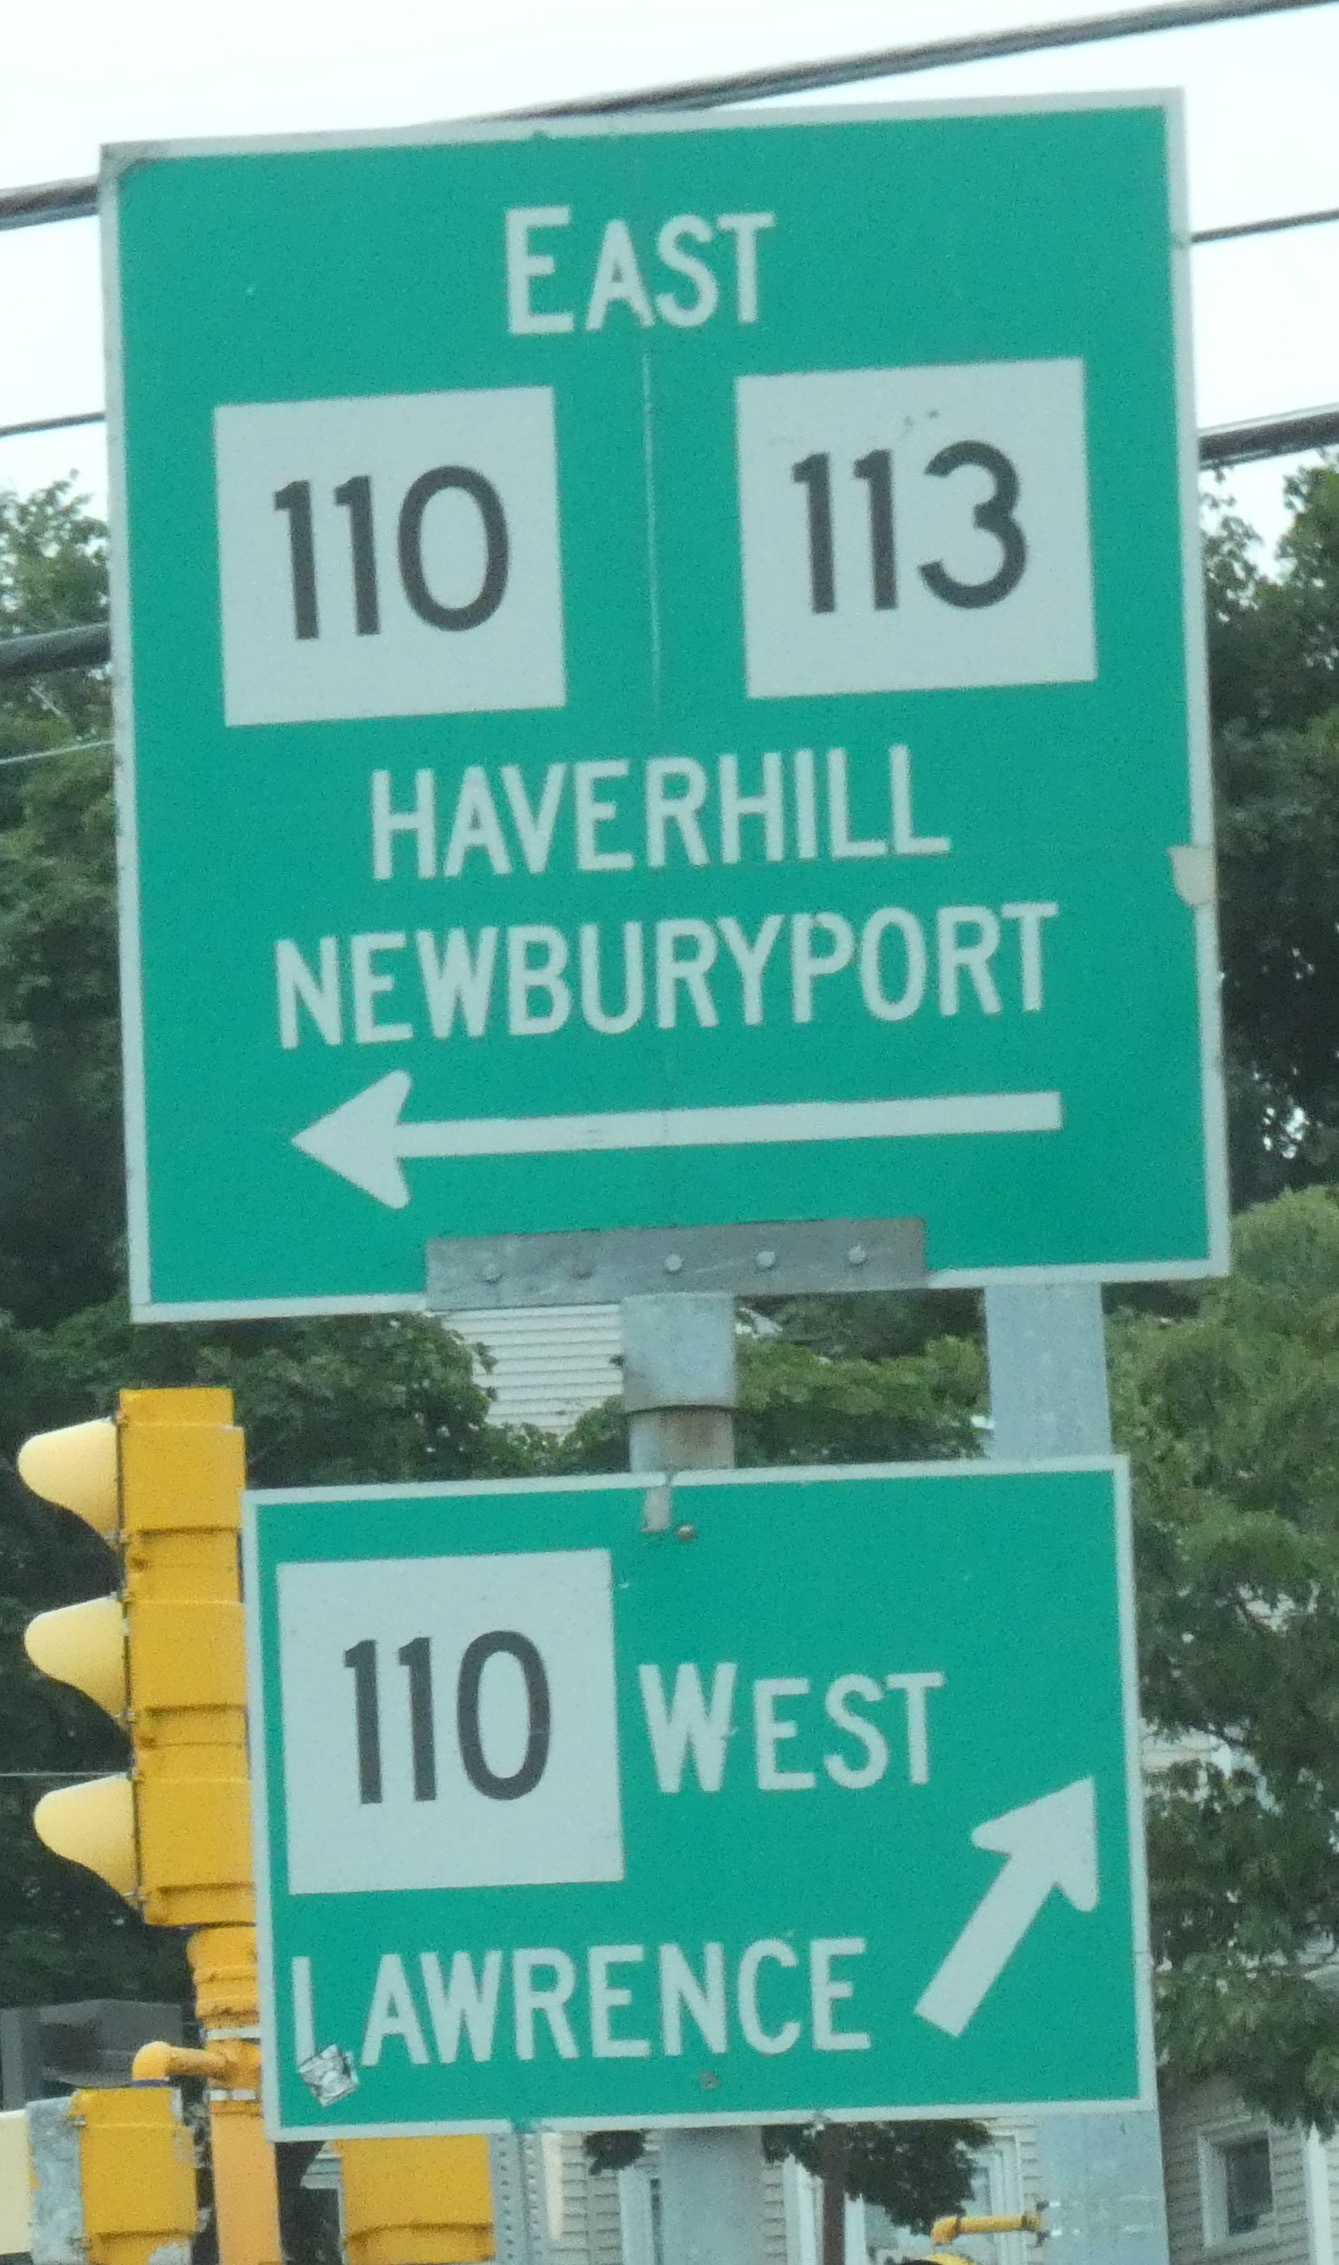 EAST
110 113
HAVERHILL
NEWBURYPORT
110 WEST
LAWRENCE